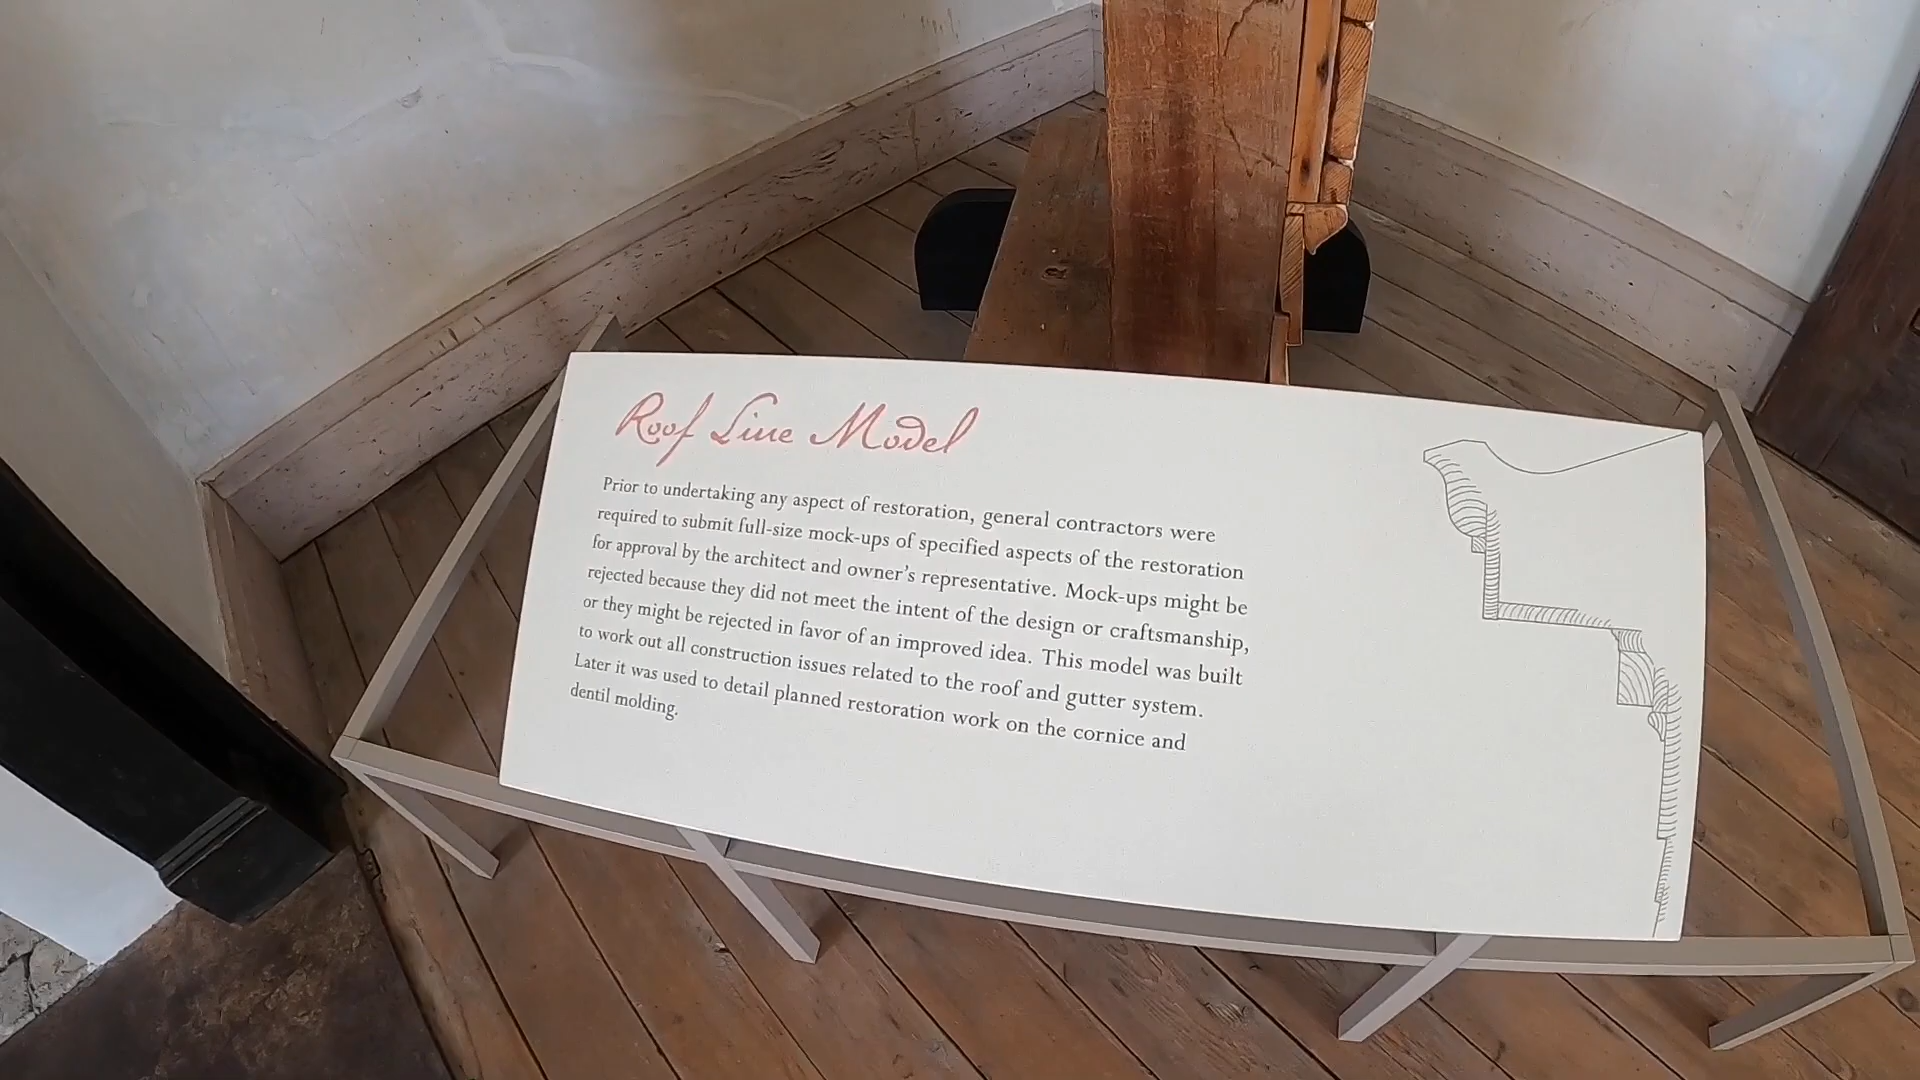 Roof Line Model
Prior to undertaking any aspect of restoration, general contractors were
required to submit full-size mock-ups of specified aspects of the restoration
for approval by the architect and owner's representative. Mock-ups might be
rejected because they did not meet the intent of the design or craftsmanship,
or they might be rejected in favor of an improved idea. This model was built
to work out all construction issues related to the roof and gutter system.
Later it was used to detail planned restoration work on the cornice and
dentil molding.